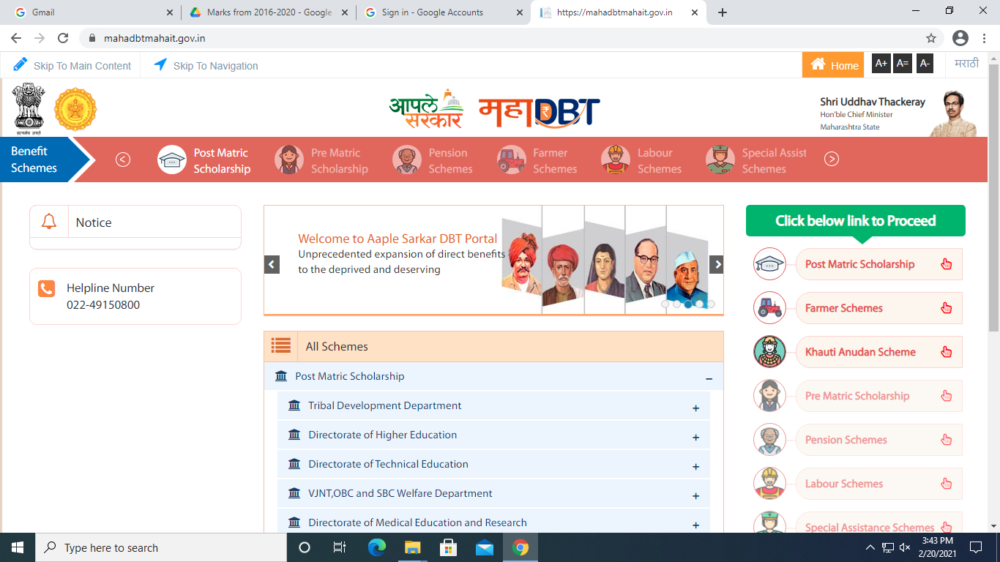 Gmail
Marks from 2016-2020 - Google
Sign in - Google Accounts
https://mahadbtmahait.gov.in
mahadbtmahait.gov.in
Skip To Main Content
Skip To Navigation
Home
A+
A=
A-
मराठी
सत्यमेव जयते
आपले
सरकार
महाDBT
Shri Uddhav Thackeray
Hon'ble Chief Minister
Maharashtra State
Benefit
Schemes
Post Matric
Scholarship
Pre Matric
Scholarship
Pension
Schemes
Farmer
Schemes
Labour
Schemes
Special Assist
Schemes
Notice
Helpline Number
022-49150800
Welcome to Aaple Sarkar DBT Portal
Unprecedented expansion of direct benefits
to the deprived and deserving
All Schemes
Post Matric Scholarship
Tribal Development Department
Directorate of Higher Education
Directorate of Technical Education
VJNT,OBC and SBC Welfare Department
Directorate of Medical Education and Research
Click below link to Proceed
Post Matric Scholarship
Farmer Schemes
Khauti Anudan Scheme
Pre Matric Scholarship
Pension Schemes
Labour Schemes
Special Assistance Schemes
Type here to search
3:43 PM
2/20/2021